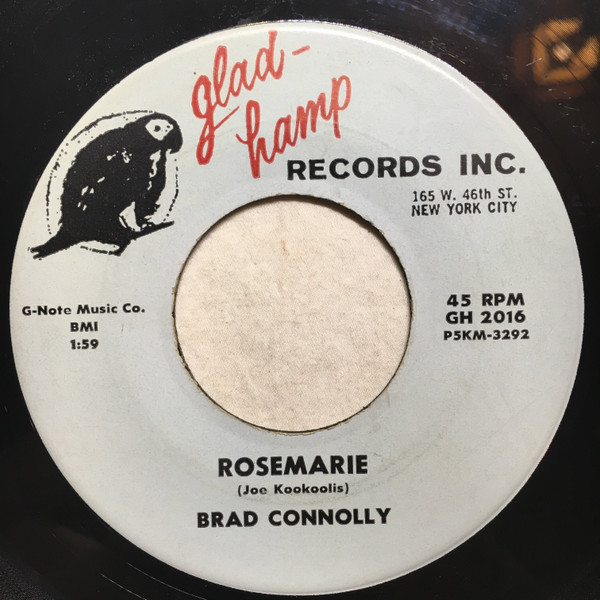 glad-
hamp
RECORDS INC.
165 W. 46th ST.
NEW YORK CITY
G-Note Music Co.
BMI
1:59
45 RPM
GH 2016
P5KM-3292
ROSEMARIE
(Joe Kookoolis)
BRAD CONNOLLY